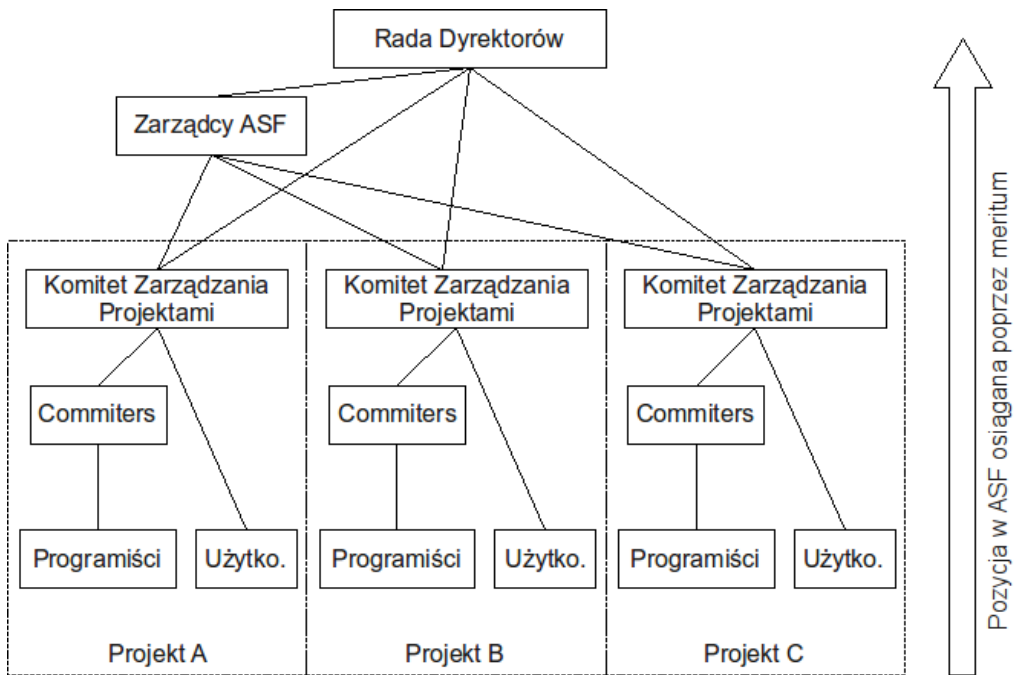 Rada Dyrektorów
Zarządcy ASF
Komitet Zarządzania
Projektami
Komitet Zarządzania
Projektami
Komitet Zarządzania
Projektami
Commiters
Commiters
Commiters
Programiści
Użytko.
Programiści
Użytko.
Programiści
Użytko.
Projekt A
Projekt B
Projekt C
Pozycja w ASF osiągana poprzez meritum